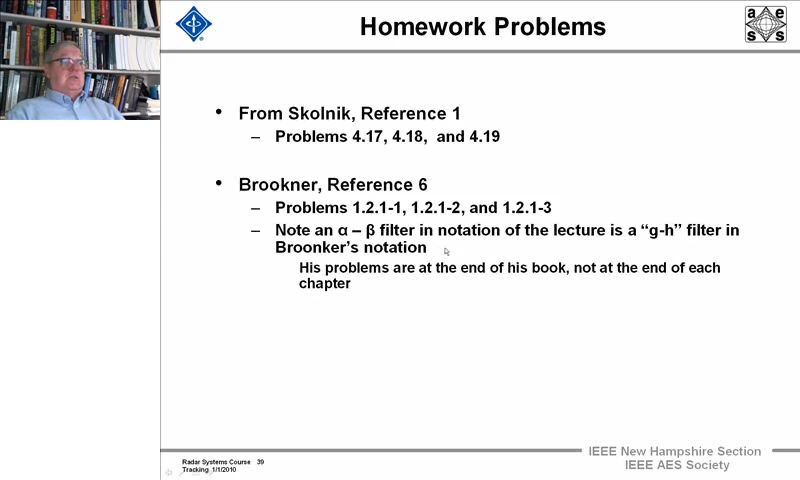 Homework Problems
a e
s s
• From Skolnik, Reference 1
– Problems 4.17, 4.18, and 4.19
• Brookner, Reference 6
– Problems 1.2.1-1, 1.2.1-2, and 1.2.1-3
– Note an α – β filter in notation of the lecture is a “g-h” filter in
Broonker’s notation
His problems are at the end of his book, not at the end of each
chapter
Radar Systems Course 39
Tracking 1/1/2010
IEEE New Hampshire Section
IEEE AES Society